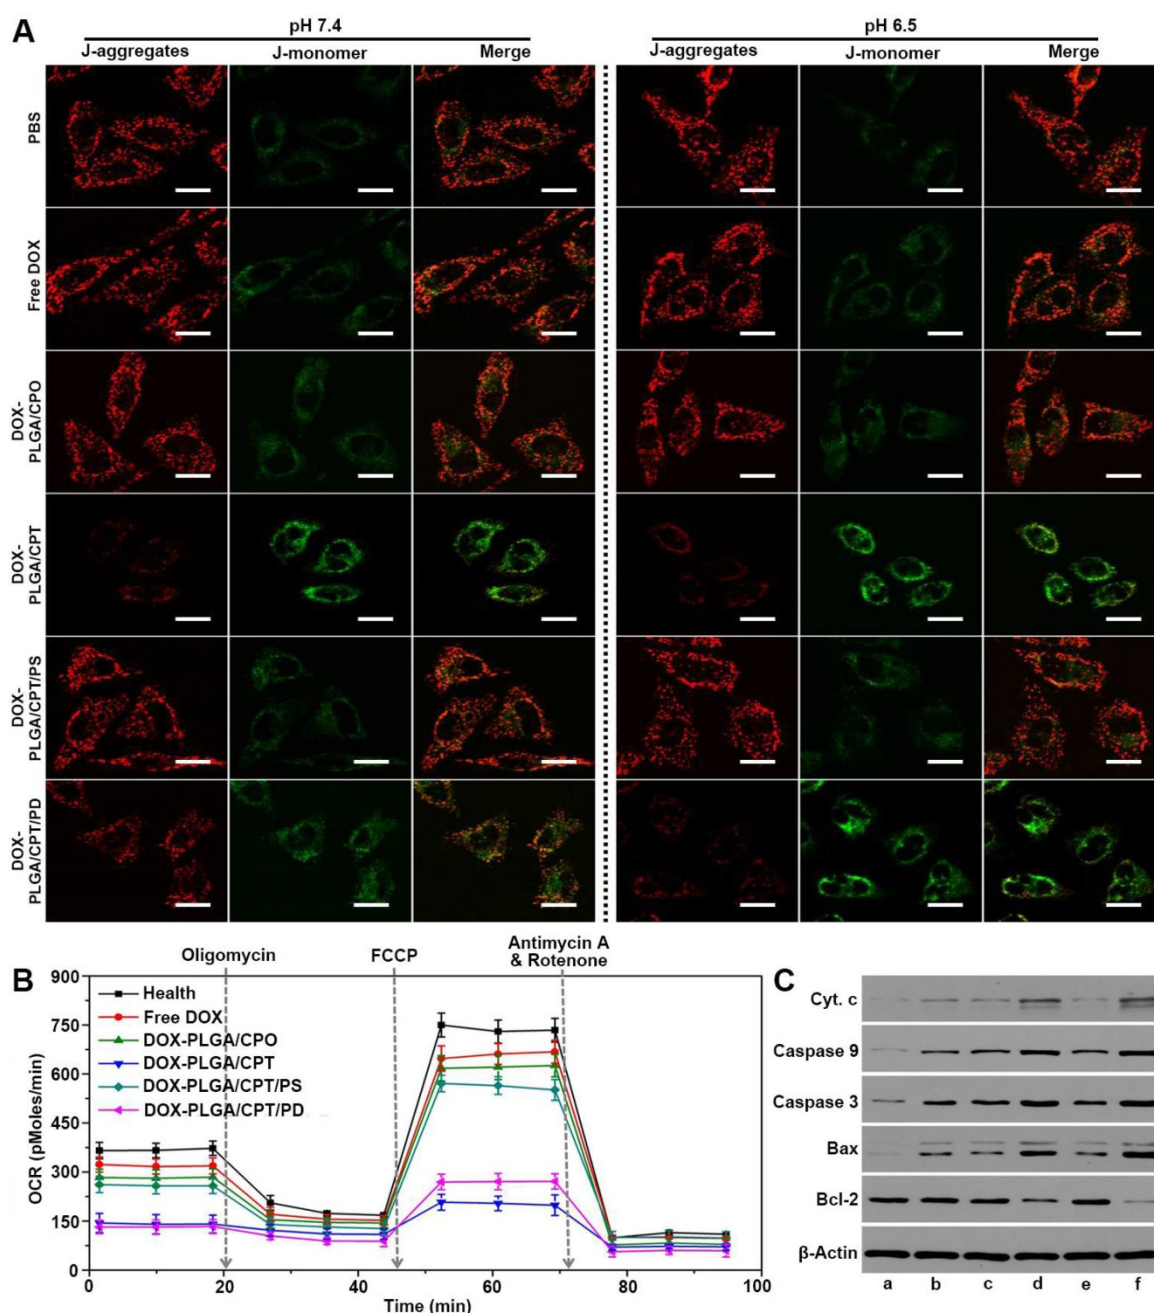 A
pH 7.4
pH 6.5
J-aggregates J-monomer Merge
J-aggregates J-monomer Merge
PBS
Free DOX
DOX-
PLGA/CPO
DOX-
PLGA/CPT
DOX-
PLGA/CPT/PS
DOX-
PLGA/CPT/PD
B
Oligomycin
FCCP
Antimycin A
& Rotenone
900
750
600
450
300
150
0
OCR (pMoles/min)
Health
Free DOX
DOX-PLGA/CPO
DOX-PLGA/CPT
DOX-PLGA/CPT/PS
DOX-PLGA/CPT/PD
0 20 40 60 80 100
Time (min)
C
Cyt. c
Caspase 9
Caspase 3
Bax
Bcl-2
β-Actin
a b c d e f